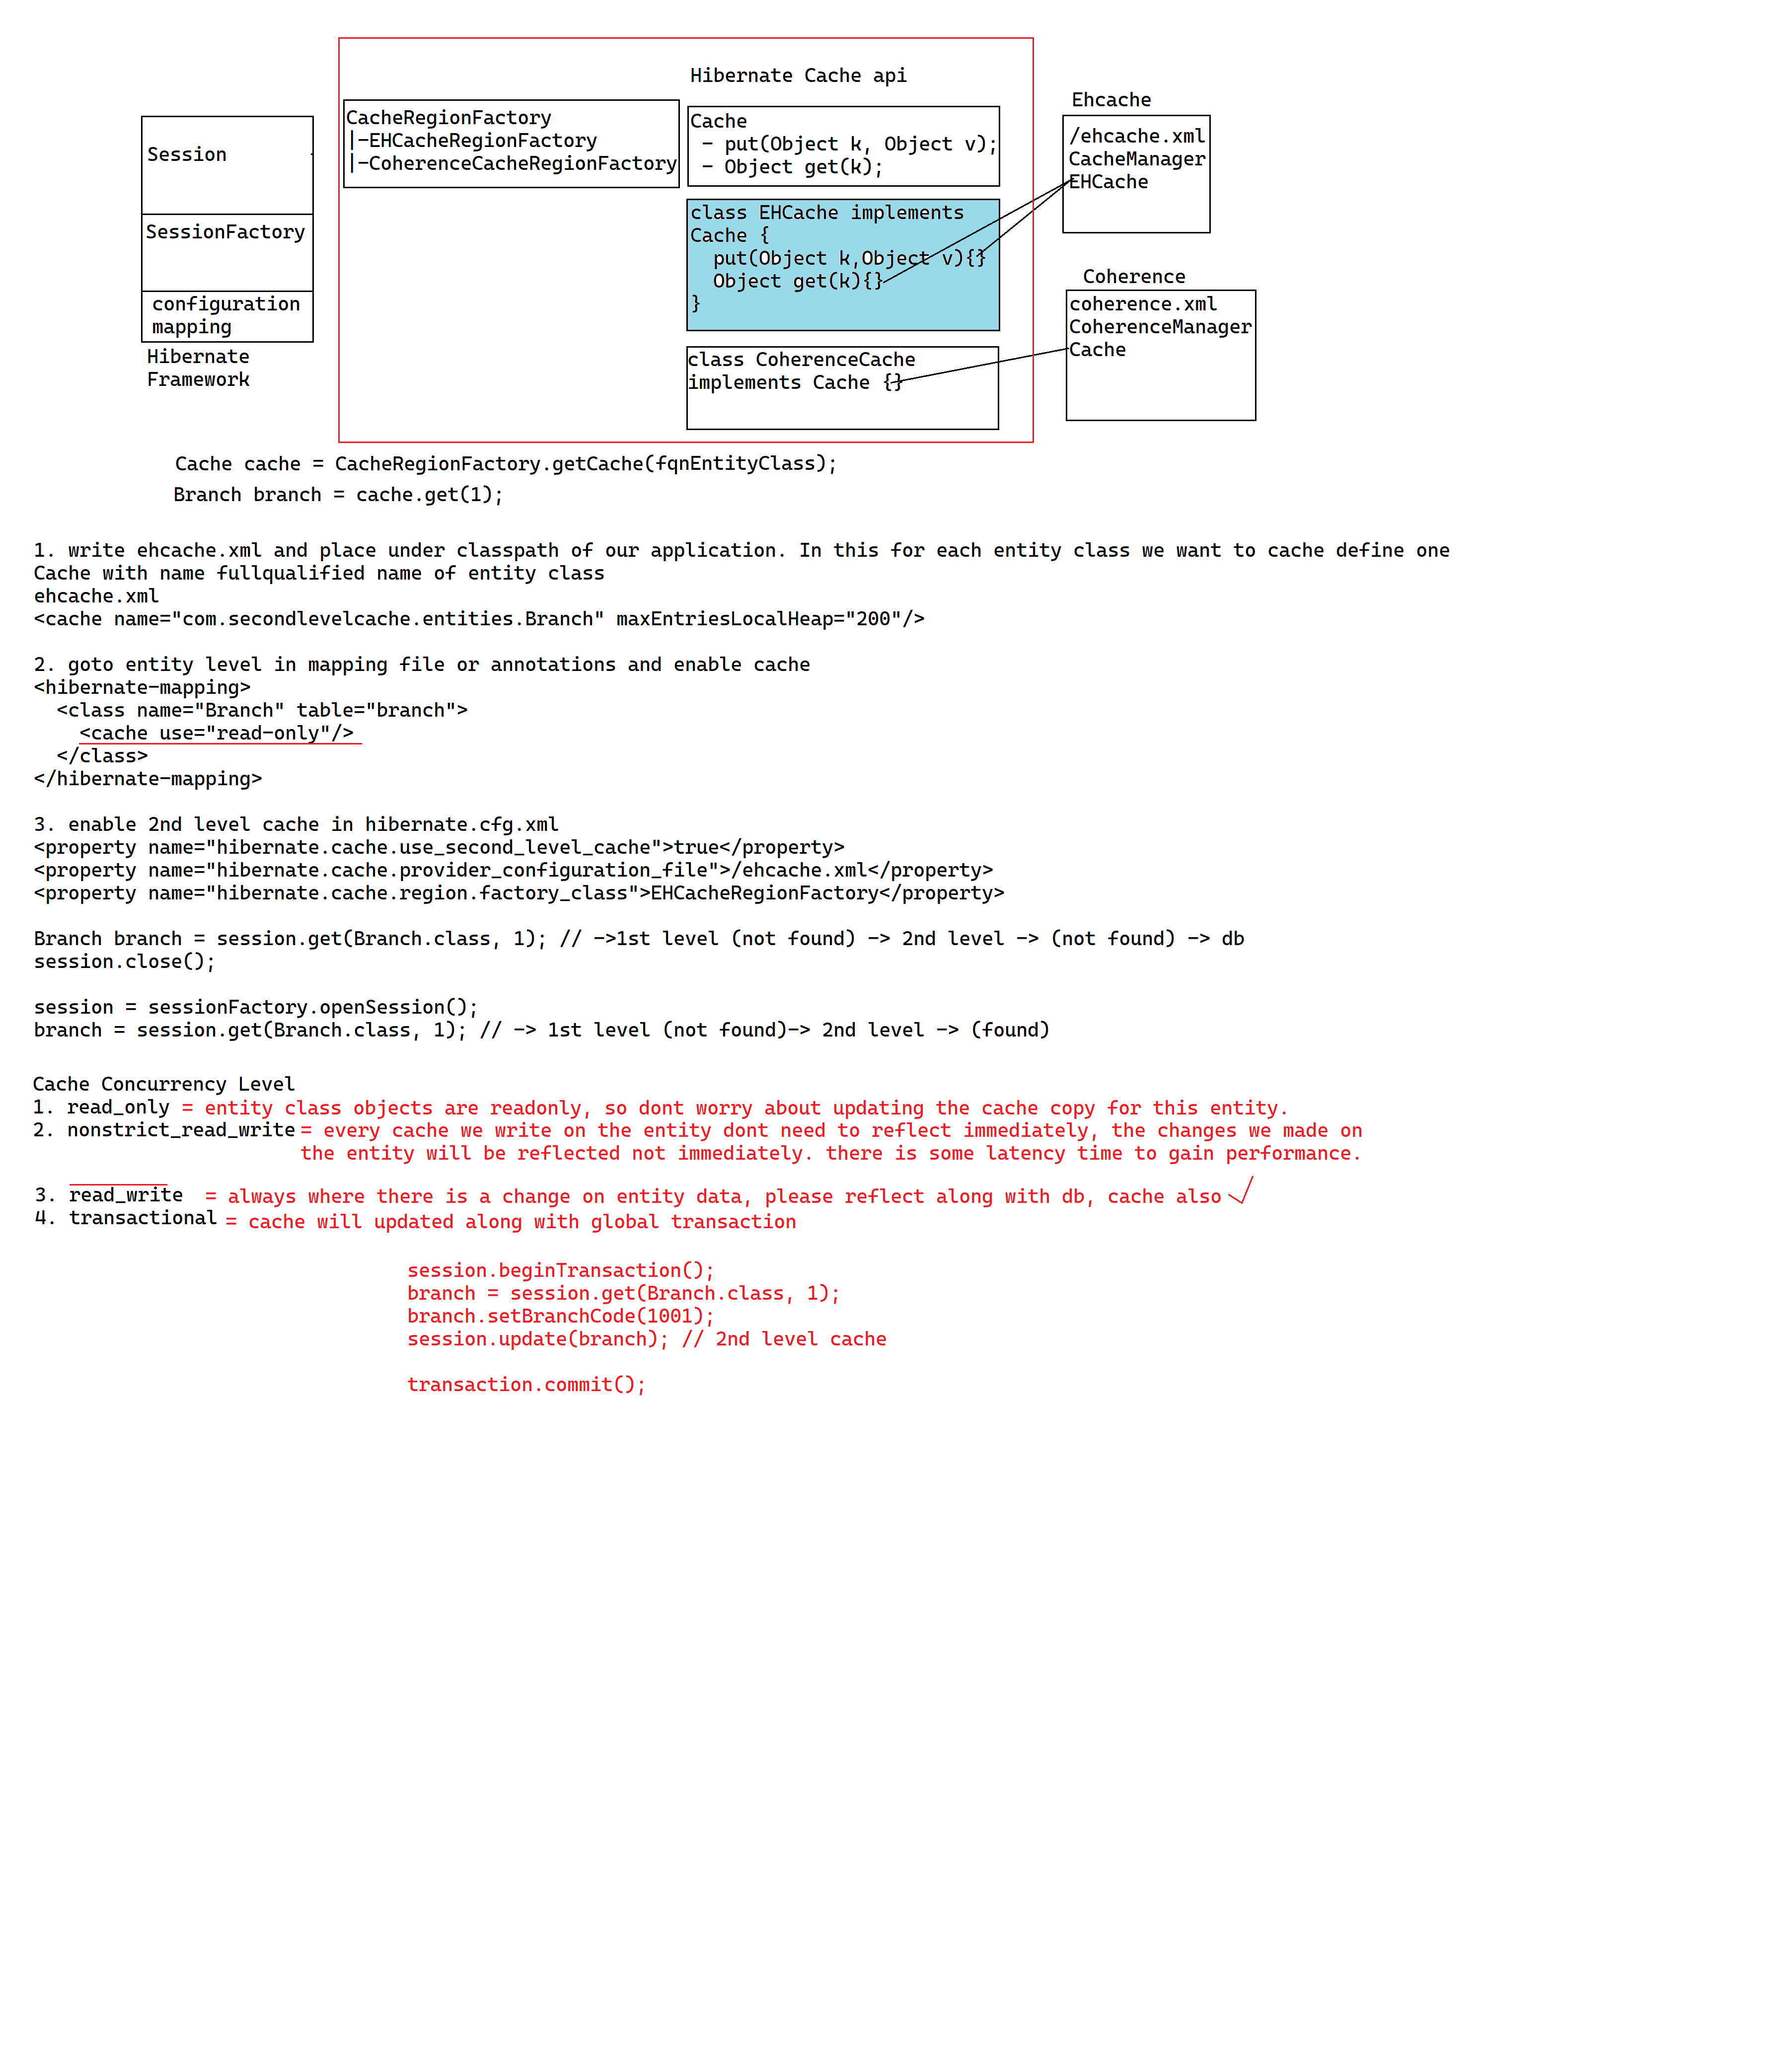 Hibernate Cache api
Session
SessionFactory
configuration
mapping
Hibernate
Framework
CacheRegionFactory
|-EHCacheRegionFactory
|-CoherenceCacheRegionFactory
Cache
- put(Object k, Object v);
- Object get(k);
class EHCache implements
Cache {
put(Object k,Object v){}
Object get(k){}
}
class CoherenceCache
implements Cache {}
Ehcache
/ehcache.xml
CacheManager
EHCache
Coherence
coherence.xml
CoherenceManager
Cache
Cache cache = CacheRegionFactory.getCache(fqnEntityClass);
Branch branch = cache.get(1);
1. write ehcache.xml and place under classpath of our application. In this for each entity class we want to cache define one
Cache with name fullqualified name of entity class
ehcache.xml
<cache name="com.secondlevelcache.entities.Branch" maxEntriesLocalHeap="200"/>
2. goto entity level in mapping file or annotations and enable cache
<hibernate-mapping>
<class name="Branch" table="branch">
<cache use="read-only"/>
</class>
</hibernate-mapping>
3. enable 2nd level cache in hibernate.cfg.xml
<property name="hibernate.cache.use_second_level_cache">true</property>
<property name="hibernate.cache.provider_configuration_file">/ehcache.xml</property>
<property name="hibernate.cache.region.factory_class">EHCacheRegionFactory</property>
Branch branch = session.get(Branch.class, 1); // ->1st level (not found) -> 2nd level -> (not found) -> db
session.close();
session = sessionFactory.openSession();
branch = session.get(Branch.class, 1); // -> 1st level (not found)-> 2nd level -> (found)
Cache Concurrency Level
1. read_only = entity class objects are readonly, so dont worry about updating the cache copy for this entity.
2. nonstrict_read_write = every cache we write on the entity dont need to reflect immediately, the changes we made on
the entity will be reflected not immediately. there is some latency time to gain performance.
3. read_write = always where there is a change on entity data, please reflect along with db, cache also
4. transactional = cache will updated along with global transaction
session.beginTransaction();
branch = session.get(Branch.class, 1);
branch.setBranchCode(1001);
session.update(branch); // 2nd level cache
transaction.commit();